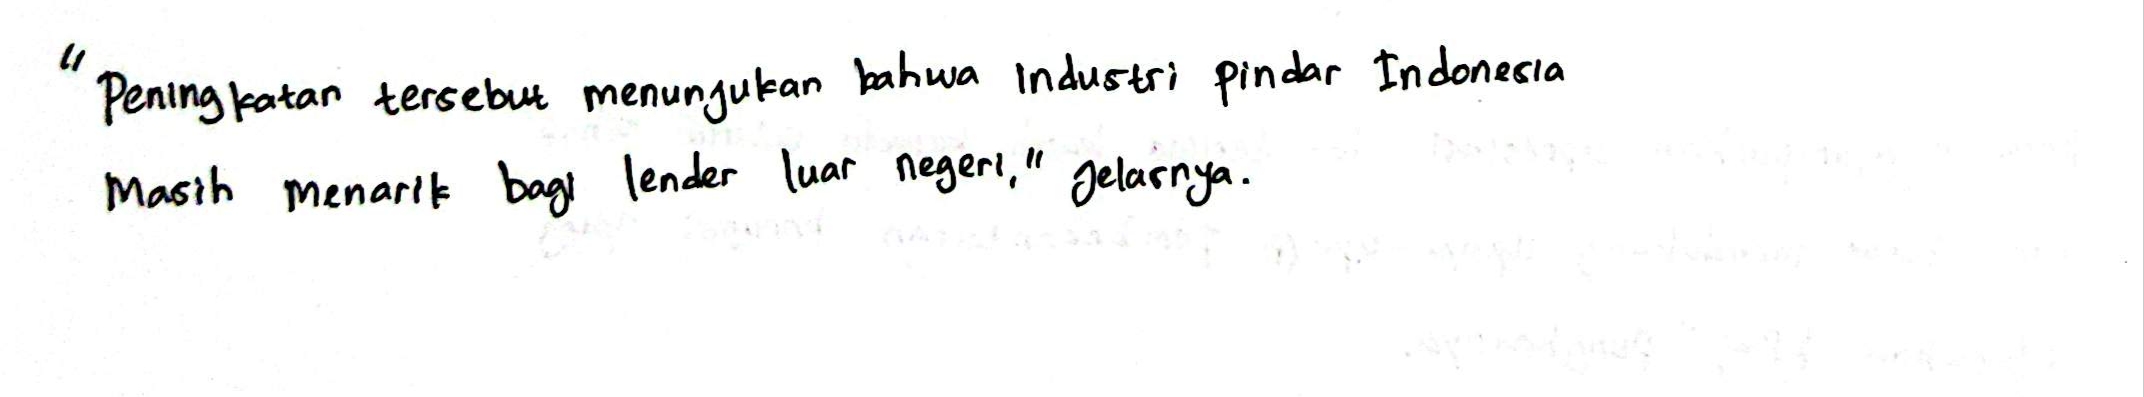 "Peningkatan tersebut menunjukan bahwa industri pindar Indonesia
Masih menarik bagi lender luar negeri," jelasnya.